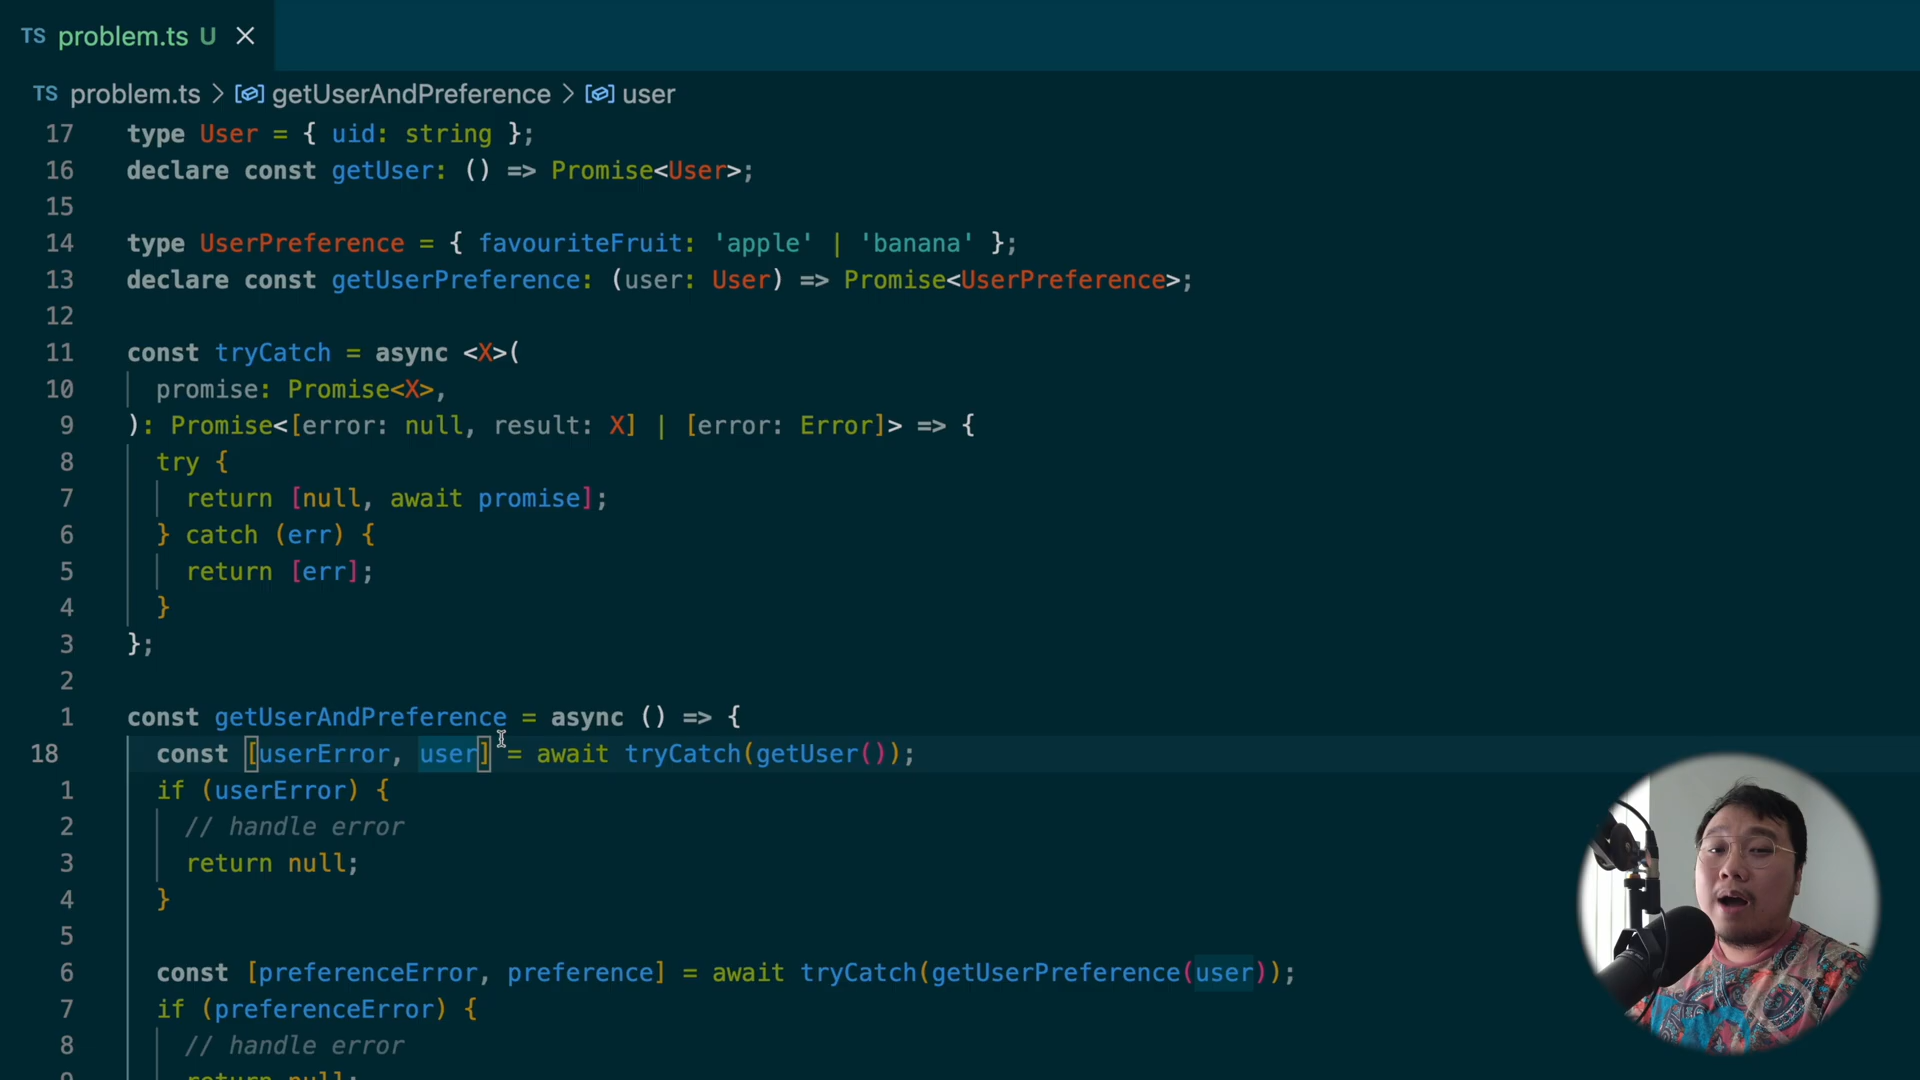 TS problem.ts U ×
TS problem.ts > getUserAndPreference > user
17 type User = { uid: string };
16 declare const getUser: () => Promise<User>;
15
14 type UserPreference = { favouriteFruit: 'apple' | 'banana' };
13 declare const getUserPreference: (user: User) => Promise<UserPreference>;
12
11 const tryCatch = async <X>(
10 promise: Promise<X>,
9 ): Promise<[error: null, result: X] | [error: Error]> => {
8 try {
7 return [null, await promise];
6 } catch (err) {
5 return [err];
4 }
3 };
2
1 const getUserAndPreference = async () => {
18 const [userError, user] = await tryCatch(getUser());
1 if (userError) {
2 // handle error
3 return null;
4 }
5
6 const [preferenceError, preference] = await tryCatch(getUserPreference(user));
7 if (preferenceError) {
8 // handle error
9 return null;